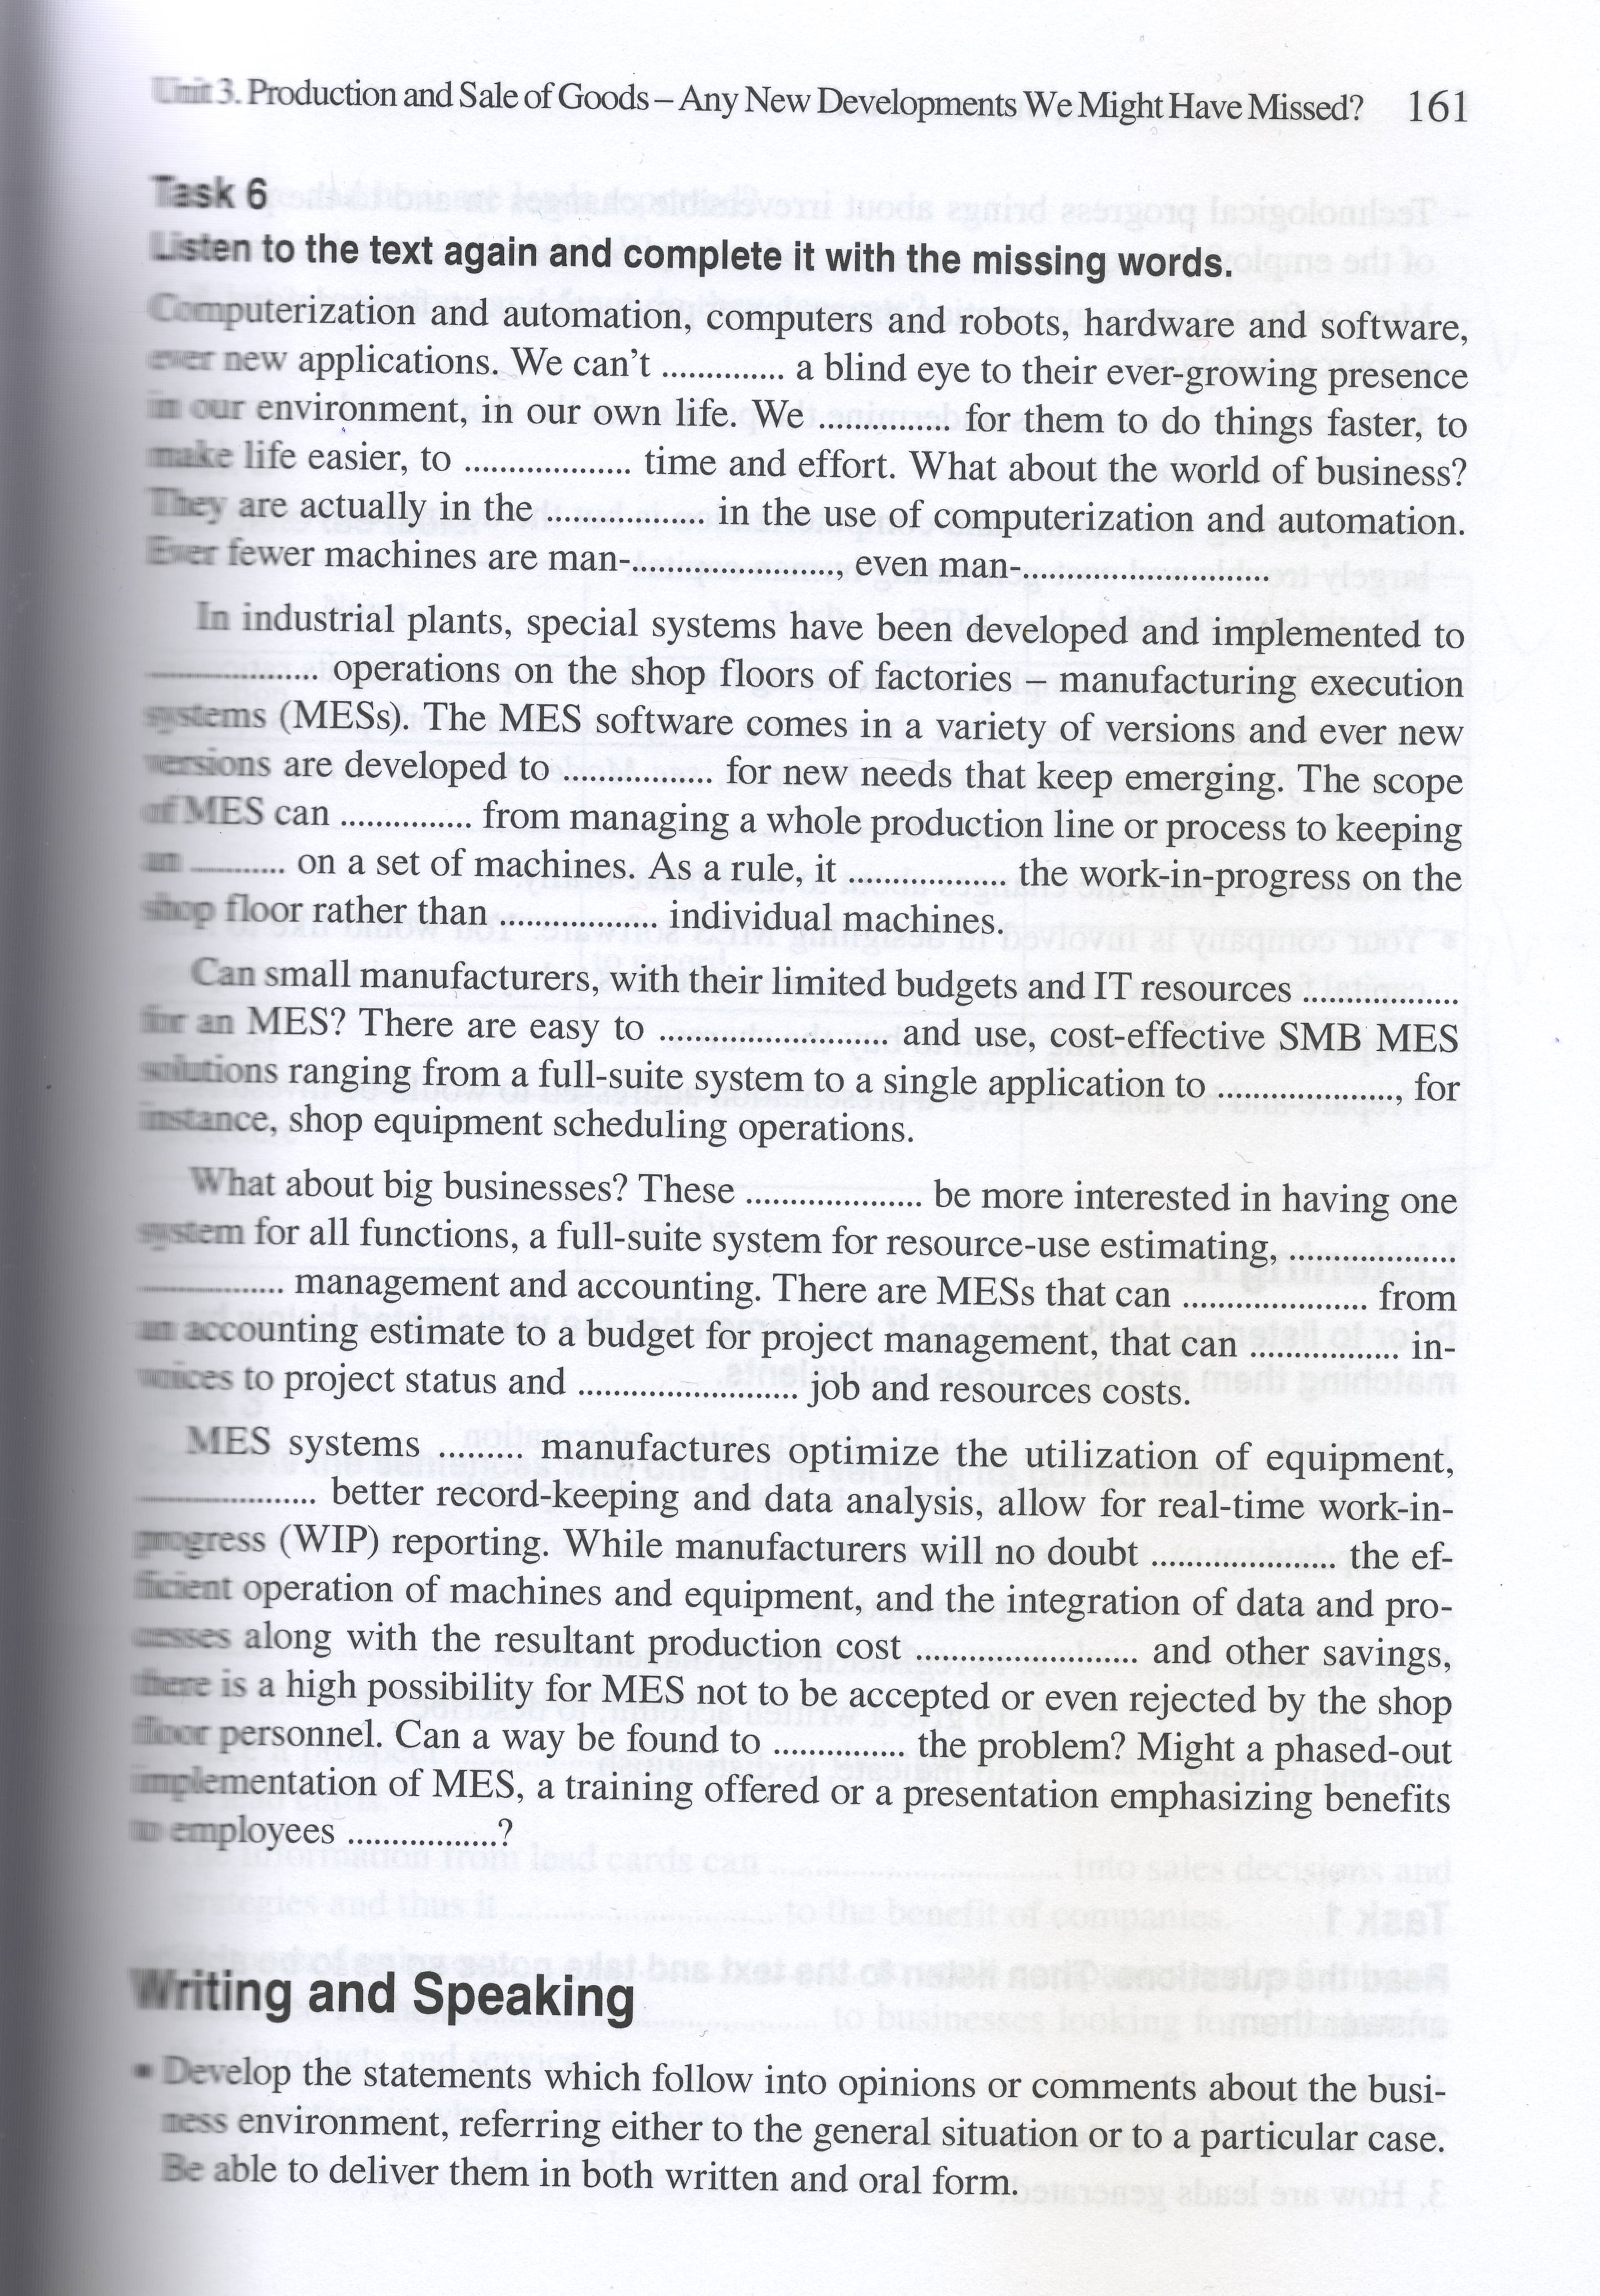 Unit 3. Production and Sale of Goods – Any New Developments We Might Have Missed? 161
Task 6
Listen to the text again and complete it with the missing words.
Computerization and automation, computers and robots, hardware and software,
ever new applications. We can't .............. a blind eye to their ever-growing presence
in our environment, in our own life. We ............... for them to do things faster, to
make life easier, to ................... time and effort. What about the world of business?
They are actually in the .................. in the use of computerization and automation.
Ever fewer machines are man-......................., even man-............................
In industrial plants, special systems have been developed and implemented to
.................... operations on the shop floors of factories – manufacturing execution
systems (MESs). The MES software comes in a variety of versions and ever new
versions are developed to ................. for new needs that keep emerging. The scope
of MES can ............... from managing a whole production line or process to keeping
an ........... on a set of machines. As a rule, it .................. the work-in-progress on the
shop floor rather than .................. individual machines.
Can small manufacturers, with their limited budgets and IT resources ..................
for an MES? There are easy to .......................... and use, cost-effective SMB MES
solutions ranging from a full-suite system to a single application to ...................., for
instance, shop equipment scheduling operations.
What about big businesses? These .................... be more interested in having one
system for all functions, a full-suite system for resource-use estimating, ...................
................. management and accounting. There are MESs that can ..................... from
an accounting estimate to a budget for project management, that can ................. in-
voices to project status and ......................... job and resources costs.
MES systems ......... manufactures optimize the utilization of equipment,
.................... better record-keeping and data analysis, allow for real-time work-in-
progress (WIP) reporting. While manufacturers will no doubt ..................... the ef-
ficient operation of machines and equipment, and the integration of data and pro-
cesses along with the resultant production cost ......................... and other savings,
there is a high possibility for MES not to be accepted or even rejected by the shop
floor personnel. Can a way be found to ............... the problem? Might a phased-out
implementation of MES, a training offered or a presentation emphasizing benefits
to employees .................?
Writing and Speaking
• Develop the statements which follow into opinions or comments about the busi-
ness environment, referring either to the general situation or to a particular case.
Be able to deliver them in both written and oral form.